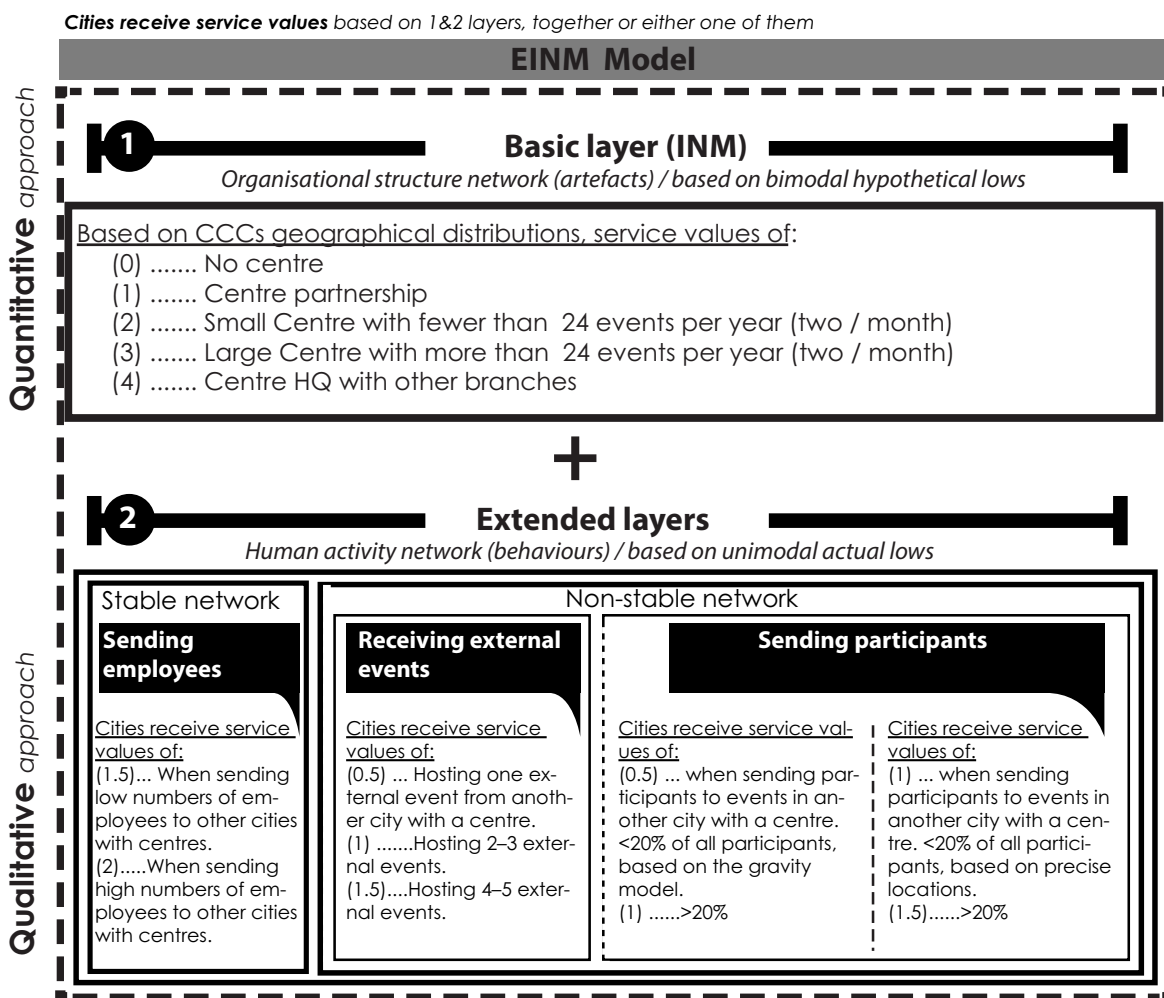 Cities receive service values based on 1&2 layers, together or either one of them
EINM Model
Quantitative approach
1
Basic layer (INM)
Organisational structure network (artefacts) / based on bimodal hypothetical lows
Based on CCCs geographical distributions, service values of:
(0) ....... No centre
(1) ....... Centre partnership
(2) ....... Small Centre with fewer than 24 events per year (two / month)
(3) ....... Large Centre with more than 24 events per year (two / month)
(4) ....... Centre HQ with other branches
+
2
Extended layers
Human activity network (behaviours) / based on unimodal actual lows
Qualitative approach
Stable network
Sending
employees
Cities receive service
values of:
(1.5)... When sending
low numbers of em-
ployees to other cities
with centres.
(2).....When sending
high numbers of em-
ployees to other cities
with centres.
Non-stable network
Receiving external
events
Cities receive service
values of:
(0.5) ... Hosting one ex-
ternal event from anoth-
er city with a centre.
(1) .......Hosting 2–3 exter-
nal events.
(1.5)....Hosting 4–5 exter-
nal events.
Sending participants
Cities receive service val-
ues of:
(0.5) ... when sending par-
ticipants to events in an-
other city with a centre.
<20% of all participants,
based on the gravity
model.
(1) ......>20%
Cities receive service
values of:
(1) ... when sending
participants to events in
another city with a cen-
tre. <20% of all partici-
pants, based on precise
locations.
(1.5)......>20%